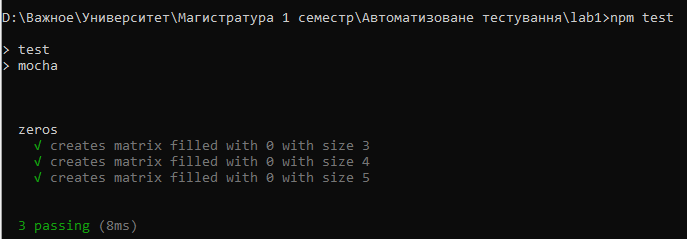 D:\Важное\Университет\Магистратура 1 семестр\Автоматизоване тестування\lab1>npm test
> test
> mocha
zeros
√ creates matrix filled with 0 with size 3
√ creates matrix filled with 0 with size 4
√ creates matrix filled with 0 with size 5
3 passing (8ms)